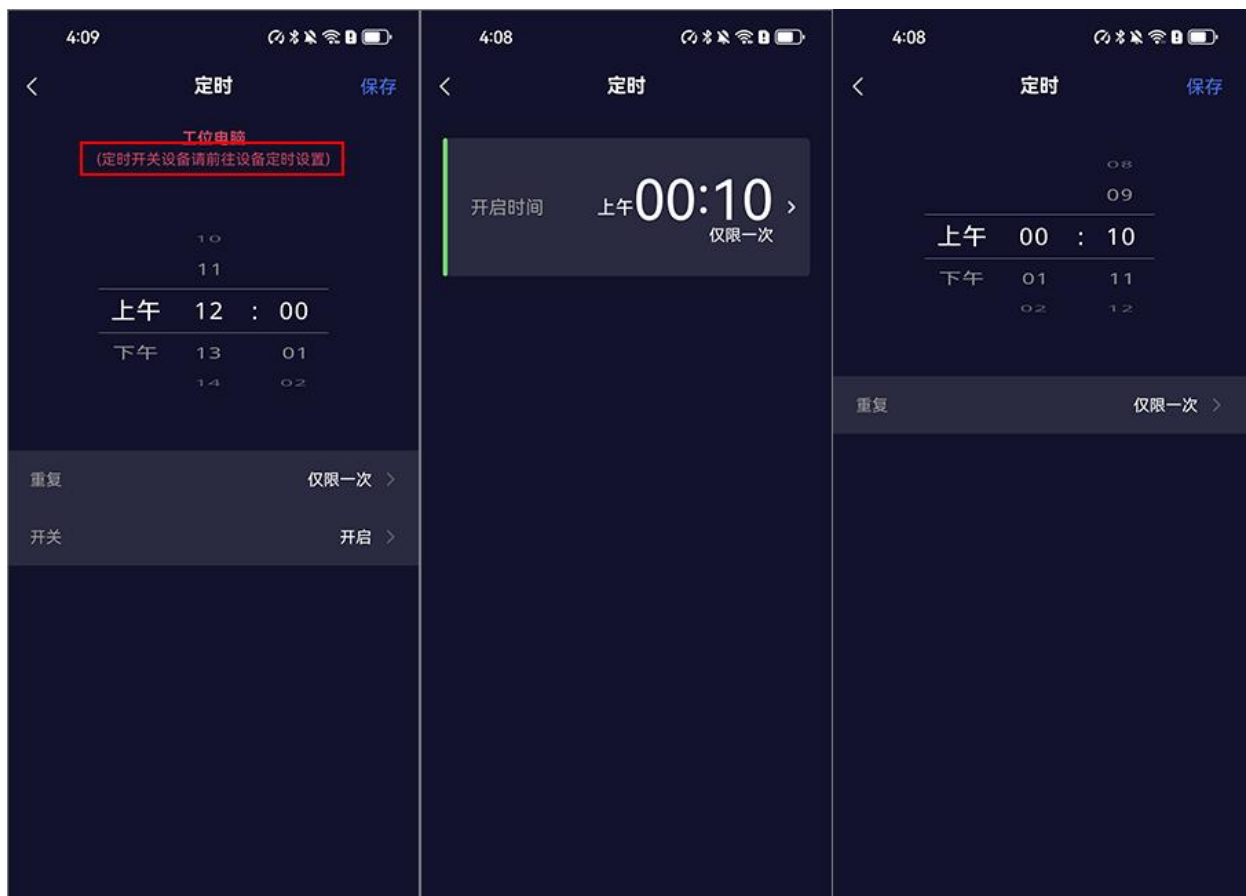 4:09
定时
保存
工位电脑
(定时开关设备请前往设备定时设置)
10
11
上午 12 : 00
下午 13 01
14 02
重复 仅限一次
开关 开启
4:08
定时
开启时间 上午00:10
仅限一次
4:08
定时
保存
08
09
上午 00 : 10
下午 01 11
02 12
重复 仅限一次